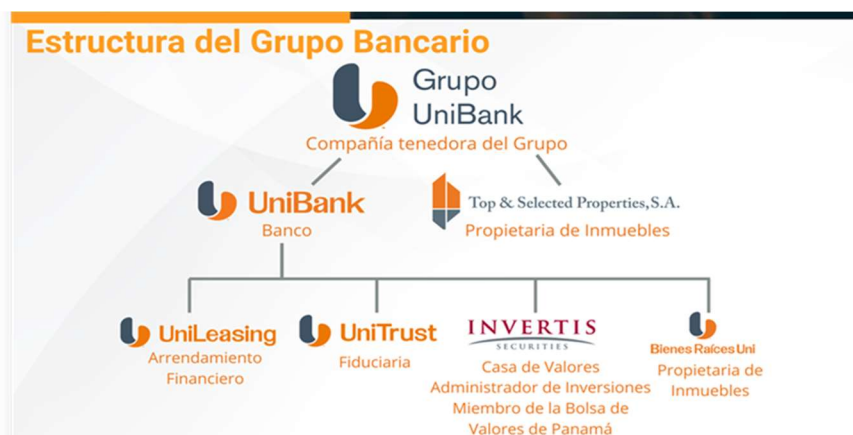 Estructura del Grupo Bancario
Grupo
UniBank
Compañía tenedora del Grupo
UniBank
Banco
Top & Selected Properties, S.A.
Propietaria de Inmuebles
UniLeasing
Arrendamiento
Financiero
UniTrust
Fiduciaria
INVERTIS
SECURITIES
Casa de Valores
Administrador de Inversiones
Miembro de la Bolsa de
Valores de Panamá
Bienes Raíces Uni
Propietaria de
Inmuebles